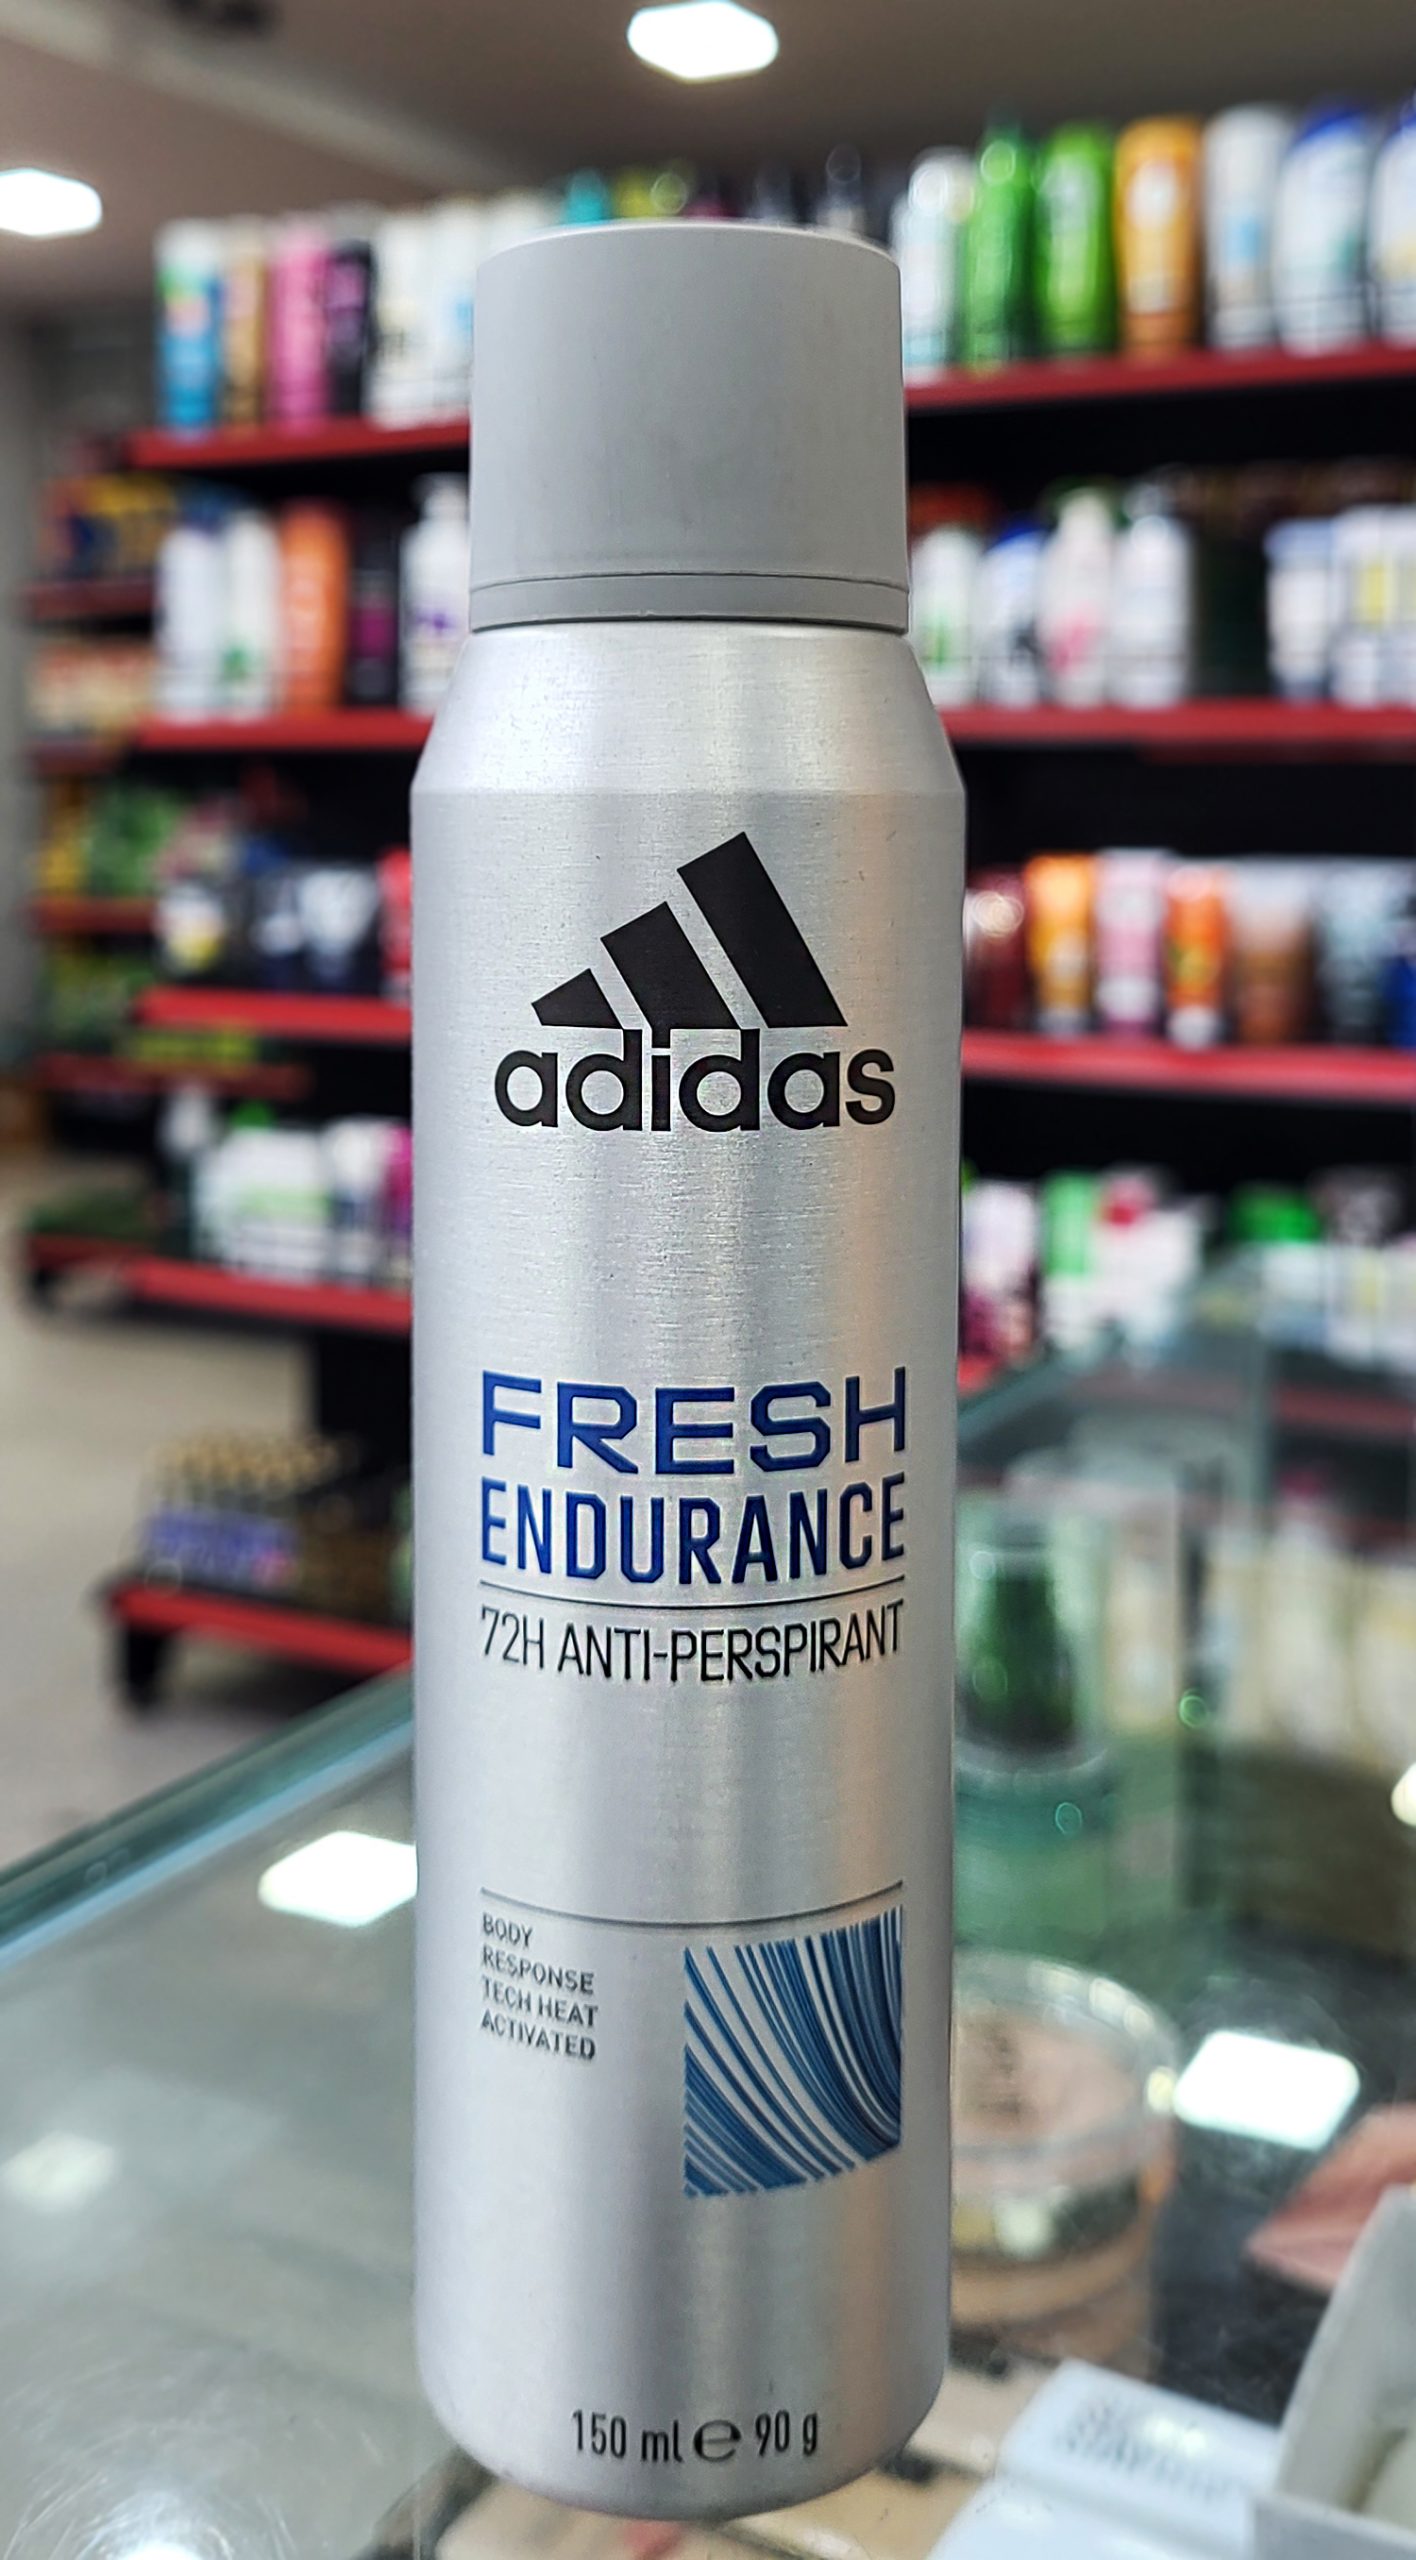 adidas
FRESH
ENDURANCE
72H ANTI-PERSPIRANT
BODY
RESPONSE
TECH HEAT
ACTIVATED
150 ml ℮ 90 g